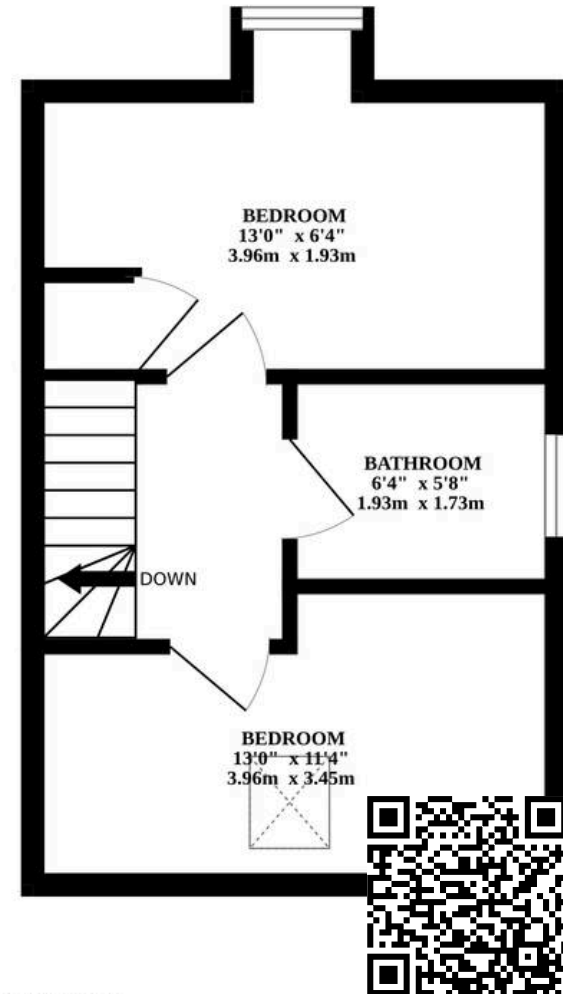 BEDROOM
13'0" x 6'4"
3.96m x 1.93m
BATHROOM
6'4" x 5'8"
1.93m x 1.73m
DOWN
BEDROOM
13'0" x 11'4"
3.96m x 3.45m